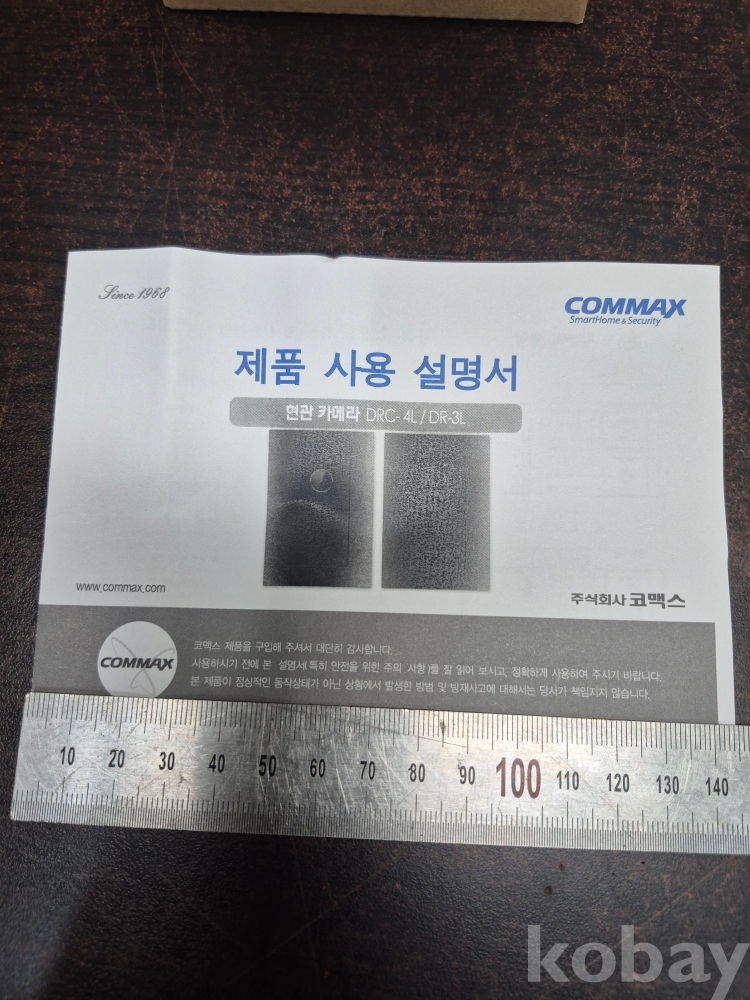 Since 1968
COMMAX
SmartHome & Security
제품 사용 설명서
현관 카메라 DRC-4L / DR-3L
www.commax.com
주식회사 코맥스
COMMAX
코맥스 제품을 구입해 주셔서 대단히 감사합니다.
사용하시기 전에 본 설명서(특히 안전을 위한 주의 사항)를 잘 읽어 보시고, 정확하게 사용하여 주시기 바랍니다.
본 제품이 정상적인 동작상태가 아닌 상황에서 발생한 방범 및 방재사고에 대해서는 당사가 책임지지 않습니다.
10 20 30 40 50 60 70 80 90 100 110 120 130 140
kobay